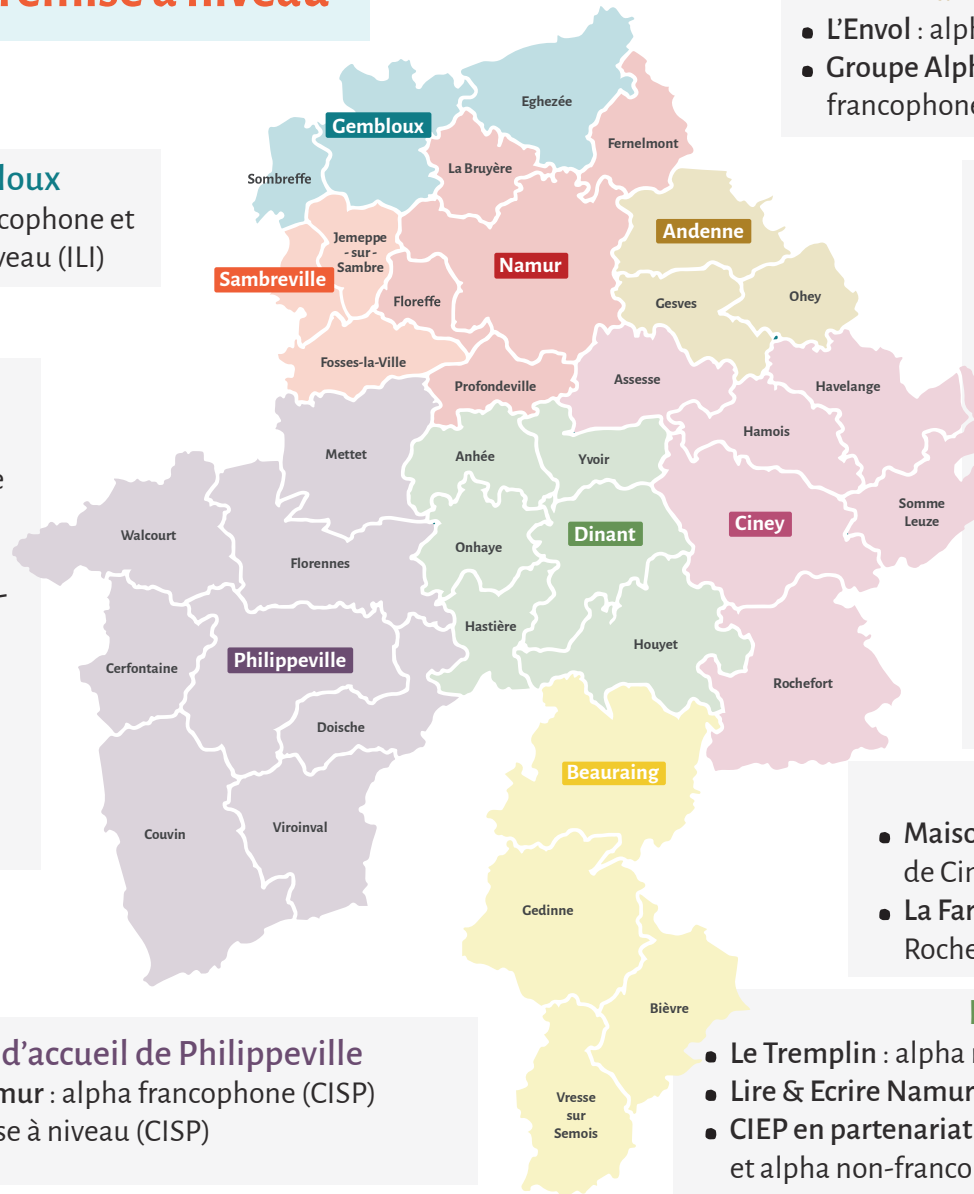 remise à niveau
• L'Envol : alph
• Groupe Alph
francophone
Eghezée
Gembloux
Fernelmont
La Bruyère
Sombreffe
loux
cophone et
veau (ILI)
Andenne
Jemeppe
- sur -
Sambre
Namur
Sambreville
Floreffe
Gesves
Ohey
Fosses-la-Ville
Profondeville
Assesse
Havelange
Hamois
Mettet
Anhée
Yvoir
e
Somme
Leuze
Walcourt
Dinant
Ciney
Onhaye
Florennes
-
Hastière
Houyet
Cerfontaine
Philippeville
Rochefort
Doische
Beauraing
Couvin
Viroinval
• Maiso
de Cin
• La Far
Roche
Gedinne
Bièvre
d'accueil de Philippeville
mur : alpha francophone (CISP)
se à niveau (CISP)
Vresse
sur
Semois
• Le Tremplin : alpha
• Lire & Ecrire Namur
• CIEP en partenariat
et alpha non-franco